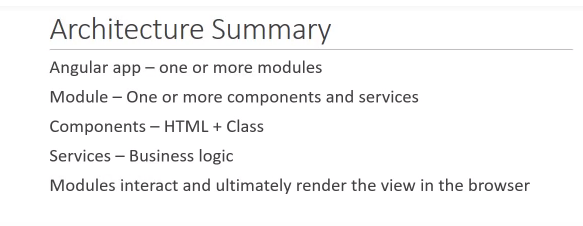 Architecture Summary
Angular app – one or more modules
Module – One or more components and services
Components – HTML + Class
Services – Business logic
Modules interact and ultimately render the view in the browser